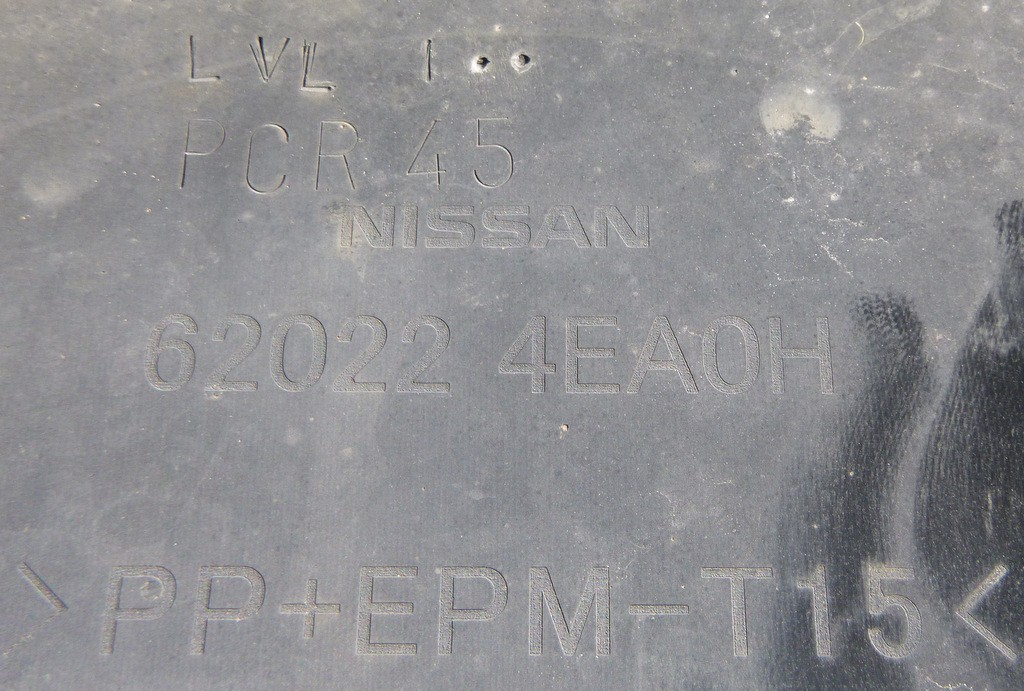 LVL 1••
PCR 45
NISSAN
62022 4EA0H
>PP+EPM-T15<